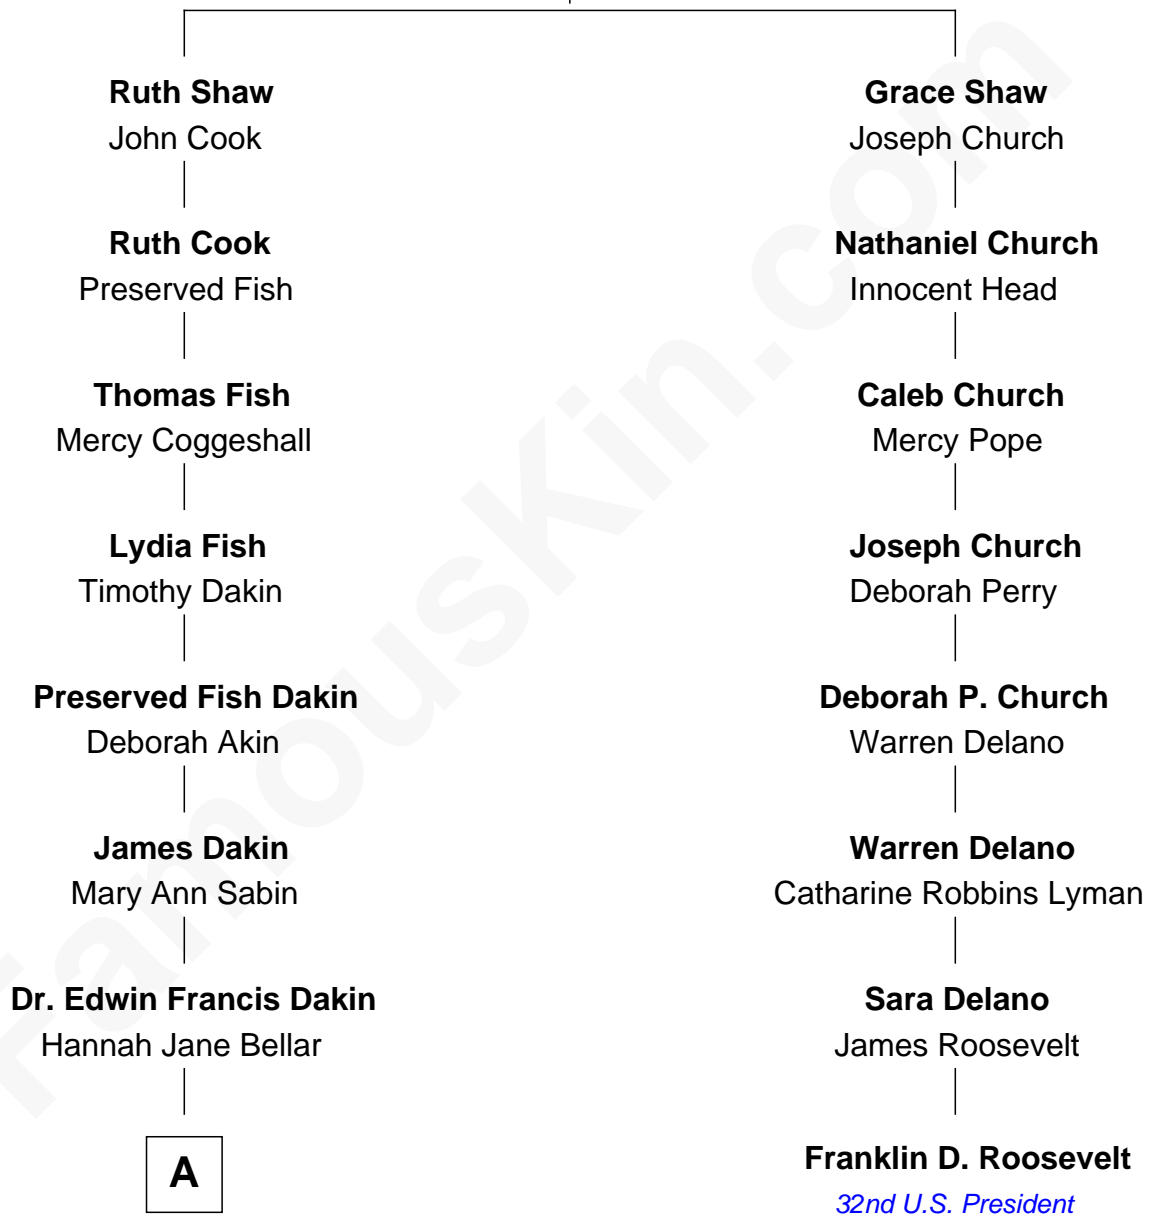 Ruth Shaw
John Cook
Grace Shaw
Joseph Church
Ruth Cook
Preserved Fish
Nathaniel Church
Innocent Head
Thomas Fish
Mercy Coggeshall
Caleb Church
Mercy Pope
Lydia Fish
Timothy Dakin
Joseph Church
Deborah Perry
Preserved Fish Dakin
Deborah Akin
Deborah P. Church
Warren Delano
James Dakin
Mary Ann Sabin
Warren Delano
Catharine Robbins Lyman
Dr. Edwin Francis Dakin
Hannah Jane Bellar
Sara Delano
James Roosevelt
A
Franklin D. Roosevelt
32nd U.S. President
FamousKin.com